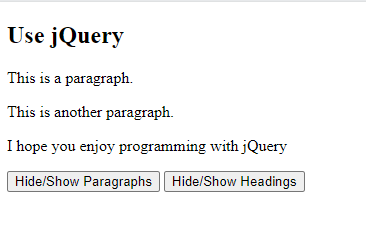 Use jQuery
This is a paragraph.
This is another paragraph.
I hope you enjoy programming with jQuery
Hide/Show Paragraphs Hide/Show Headings